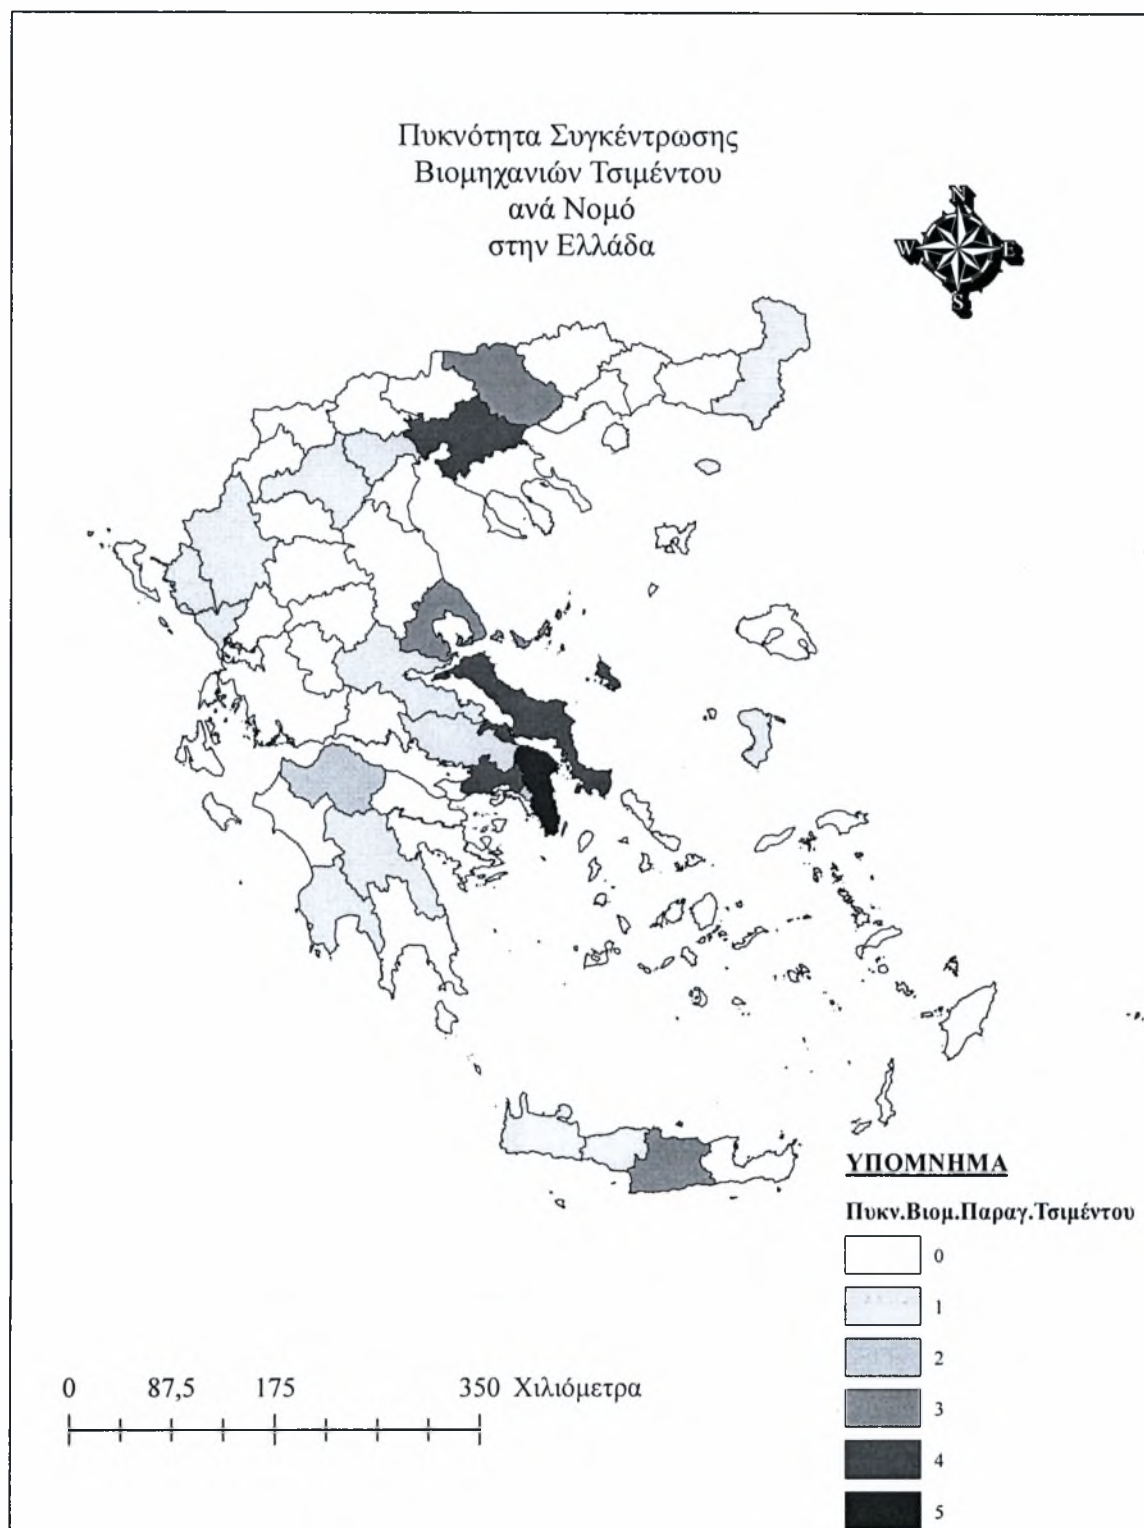 Πυκνότητα Συγκέντρωσης
Βιομηχανιών Τσιμέντου
ανά Νομό
στην Ελλάδα
N
W E
S
ΥΠΟΜΝΗΜΑ
Πυκν.Βιομ.Παραγ.Τσιμέντου
0
1
2
3
4
5
0 87,5 175 350 Χιλιόμετρα